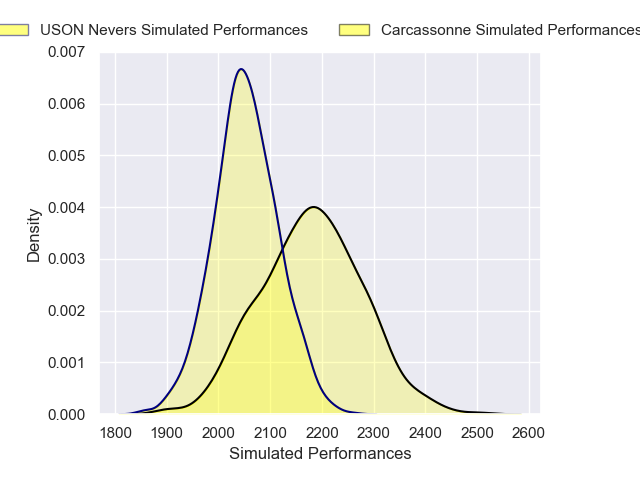 USON Nevers Simulated Performances Carcassonne Simulated Performances
0.007
0.006
0.005
0.004
0.003
0.002
0.001
0.000
Density
1800 1900 2000 2100 2200 2300 2400 2500 2600
Simulated Performances